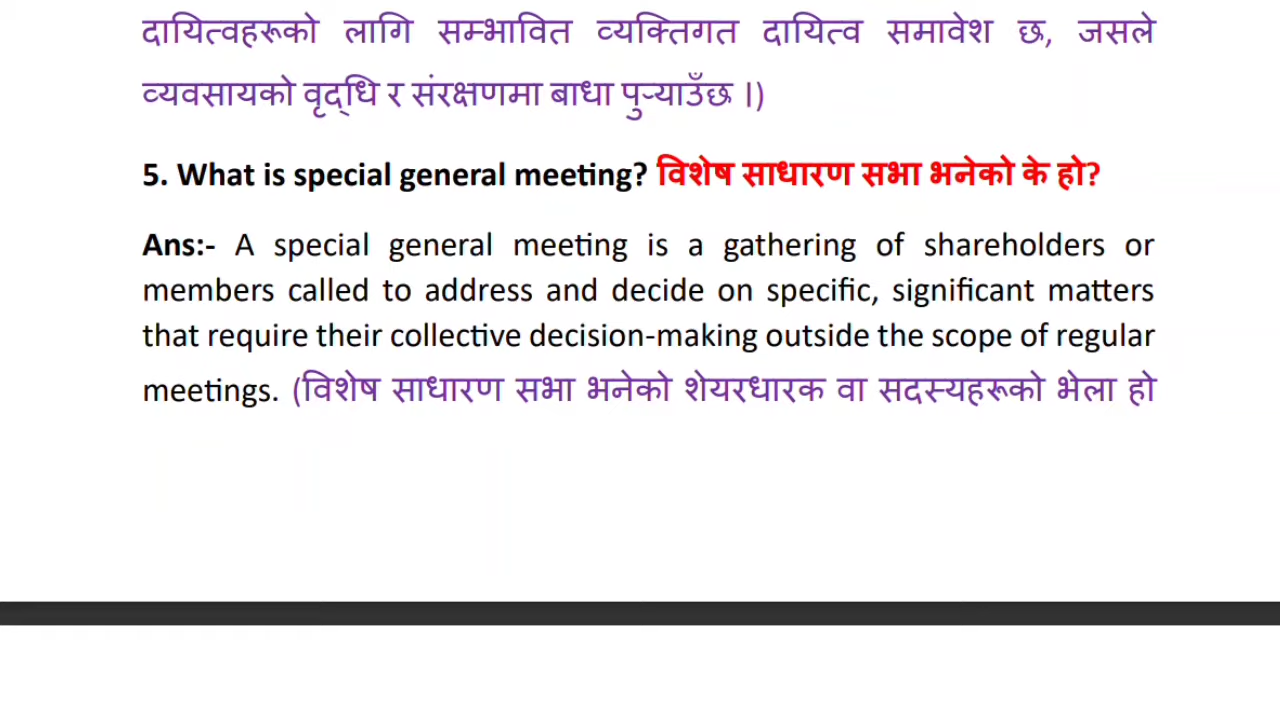 दायित्वहरूको लागि सम्भावित व्यक्तिगत दायित्व समावेश छ, जसले
व्यवसायको वृद्‌धि र संरक्षणमा बाधा पुऱ्याउँछ ।)
5. What is special general meeting? विशेष साधारण सभा भनेको के हो?
Ans:- A special general meeting is a gathering of shareholders or
members called to address and decide on specific, significant matters
that require their collective decision-making outside the scope of regular
meetings. (विशेष साधारण सभा भनेको शेयरधारक वा सदस्यहरूको भेला हो